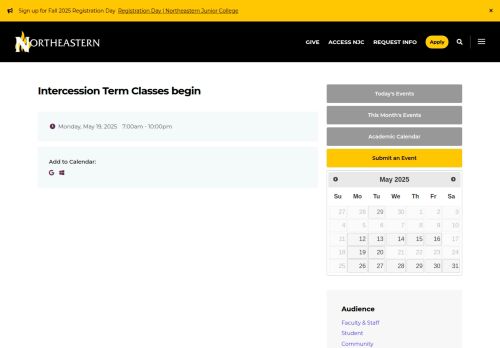 Sign up for Fall 2025 Registration Day Registration Day | Northeastern Junior College ×
NORTHEASTERN GIVE ACCESS NJC REQUEST INFO Apply
Intercession Term Classes begin
Monday, May 19, 2025 7:00am - 10:00pm
Add to Calendar:
Today's Events
This Month's Events
Academic Calendar
Submit an Event
May 2025
Su Mo Tu We Th Fr Sa
27 28 29 30 1 2 3
4 5 6 7 8 9 10
11 12 13 14 15 16 17
18 19 20 21 22 23 24
25 26 27 28 29 30 31
Audience
Faculty & Staff
Student
Community